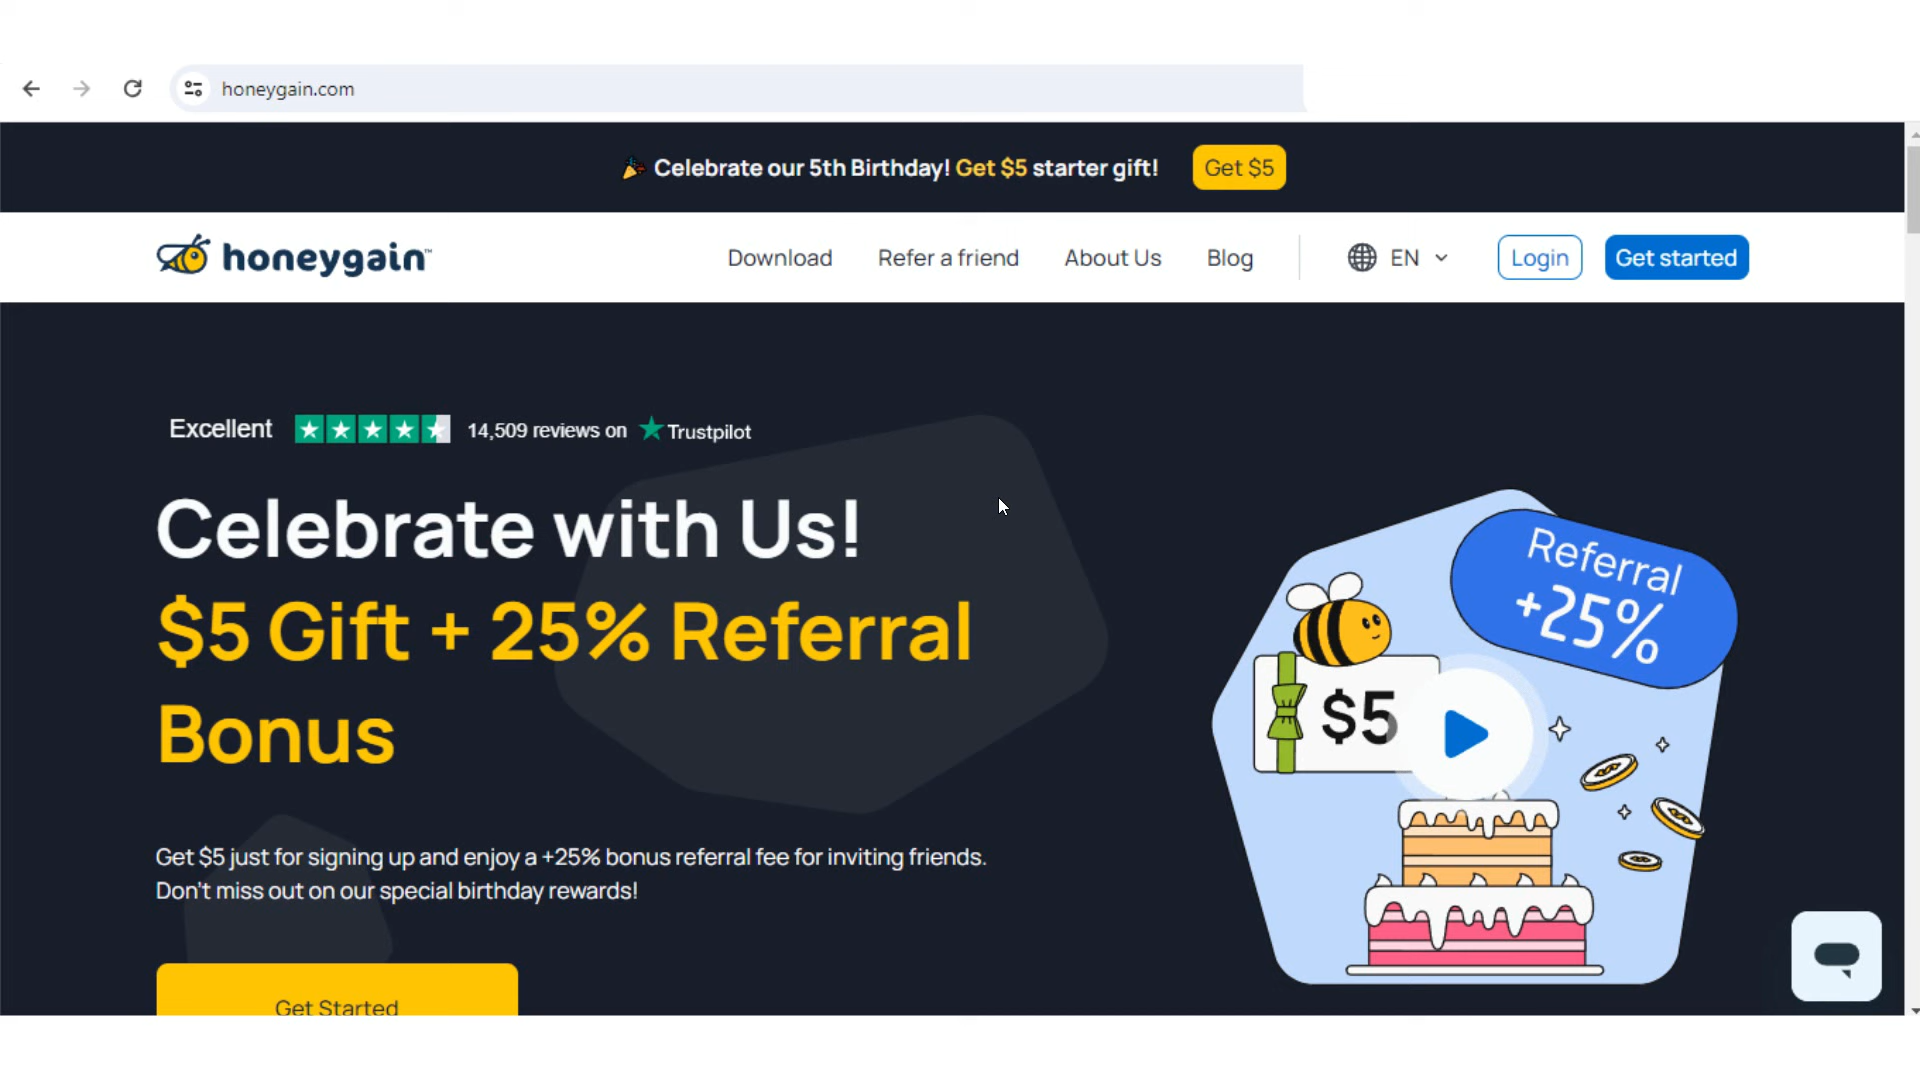 honeygain.com
Celebrate our 5th Birthday! Get $5 starter gift! Get $5
honeygain™ Download Refer a friend About Us Blog EN Login Get started
Excellent 14,509 reviews on Trustpilot
Celebrate with Us!
$5 Gift + 25% Referral
Bonus
Get $5 just for signing up and enjoy a +25% bonus referral fee for inviting friends.
Don't miss out on our special birthday rewards!
Get Started
Referral
+25%
$5